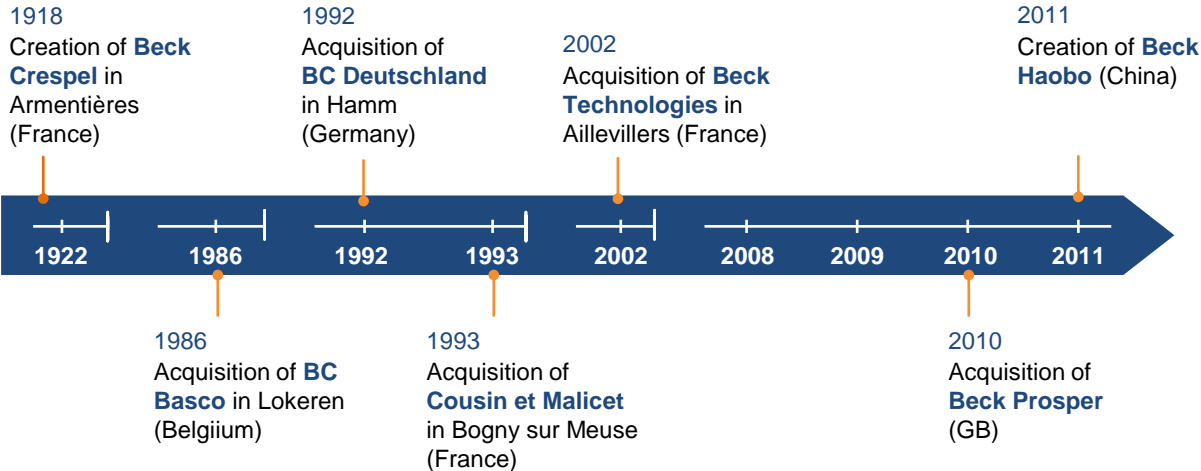 1918
Creation of Beck
Crespel in
Armentières
(France)
1992
Acquisition of
BC Deutschland
in Hamm
(Germany)
2002
Acquisition of Beck
Technologies in
Aillevillers (France)
2011
Creation of Beck
Haobo (China)
1922 1986 1992 1993 2002 2008 2009 2010 2011
1986
Acquisition of BC
Basco in Lokeren
(Belgiium)
1993
Acquisition of
Cousin et Malicet
in Bogny sur Meuse
(France)
2010
Acquisition of
Beck Prosper
(GB)